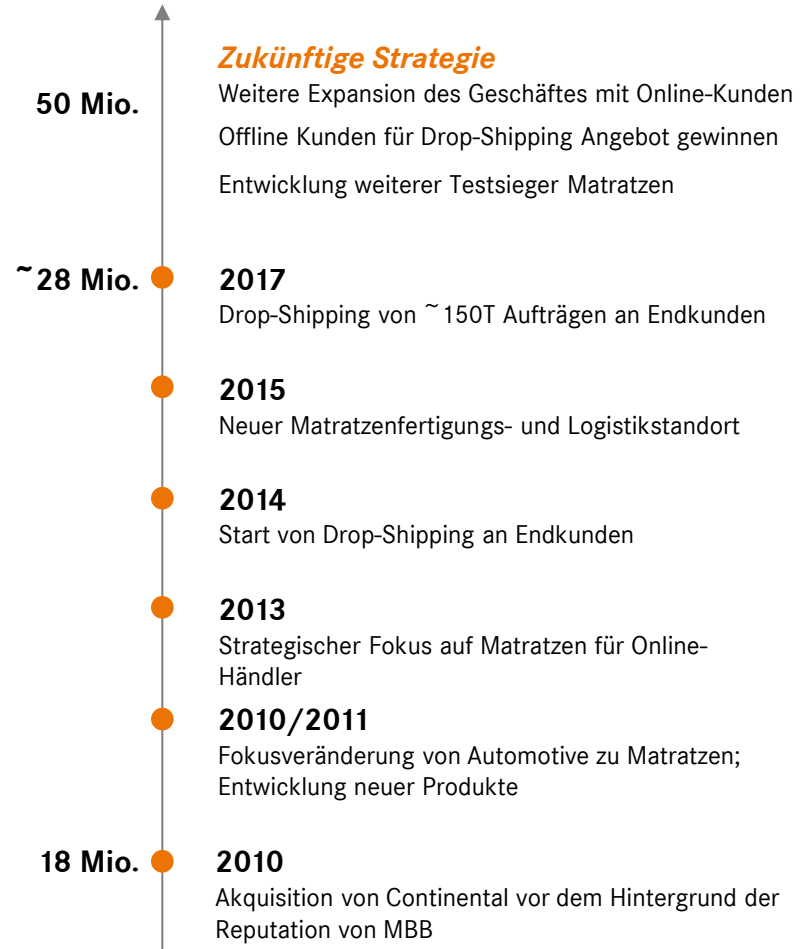 Zukünftige Strategie
50 Mio.
Weitere Expansion des Geschäftes mit Online-Kunden
Offline Kunden für Drop-Shipping Angebot gewinnen
Entwicklung weiterer Testsieger Matratzen
~28 Mio.
2017
Drop-Shipping von ~150T Aufträgen an Endkunden
2015
Neuer Matratzenfertigungs- und Logistikstandort
2014
Start von Drop-Shipping an Endkunden
2013
Strategischer Fokus auf Matratzen für Online-
Händler
2010/2011
Fokusveränderung von Automotive zu Matratzen;
Entwicklung neuer Produkte
18 Mio.
2010
Akquisition von Continental vor dem Hintergrund der
Reputation von MBB